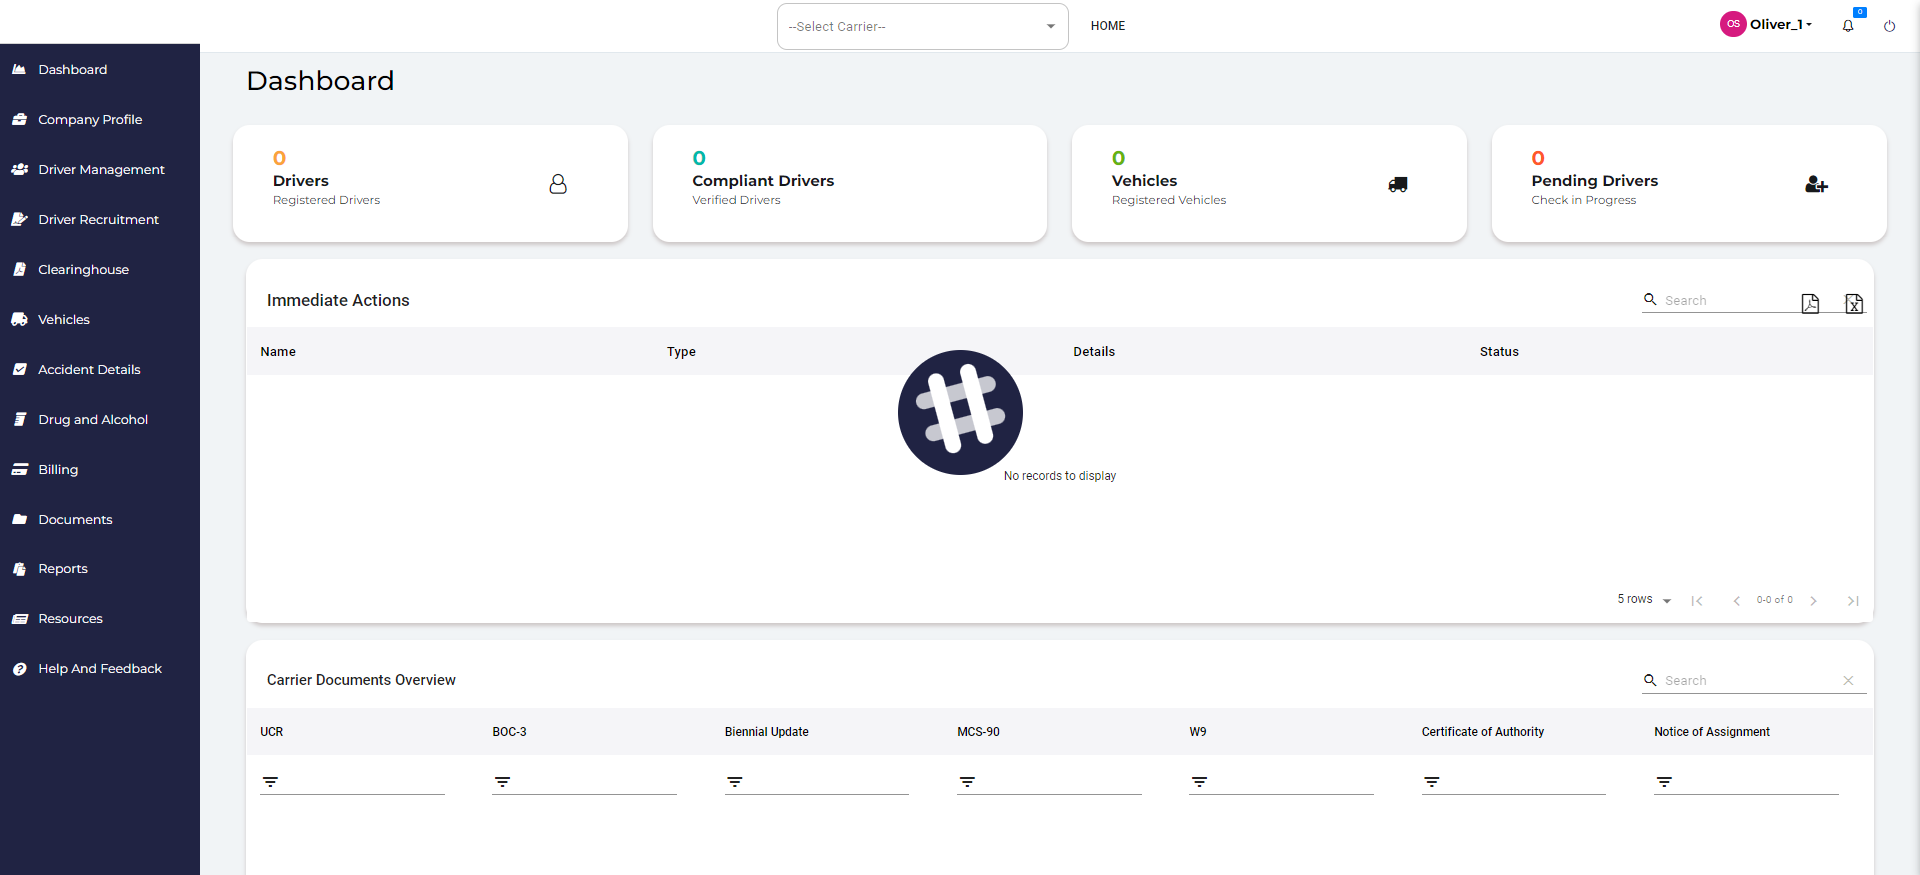 --Select Carrier--
HOME
OS
Oliver_1
0
Dashboard
Company Profile
Driver Management
Driver Recruitment
Clearinghouse
Vehicles
Accident Details
Drug and Alcohol
Billing
Documents
Reports
Resources
Help And Feedback
Dashboard
0
Drivers
Registered Drivers
0
Compliant Drivers
Verified Drivers
0
Vehicles
Registered Vehicles
0
Pending Drivers
Check in Progress
Immediate Actions
Search
Name Type Details Status
No records to display
5 rows
0-0 of 0
Carrier Documents Overview
Search
UCR BOC-3 Biennial Update MCS-90 W9 Certificate of Authority Notice of Assignment